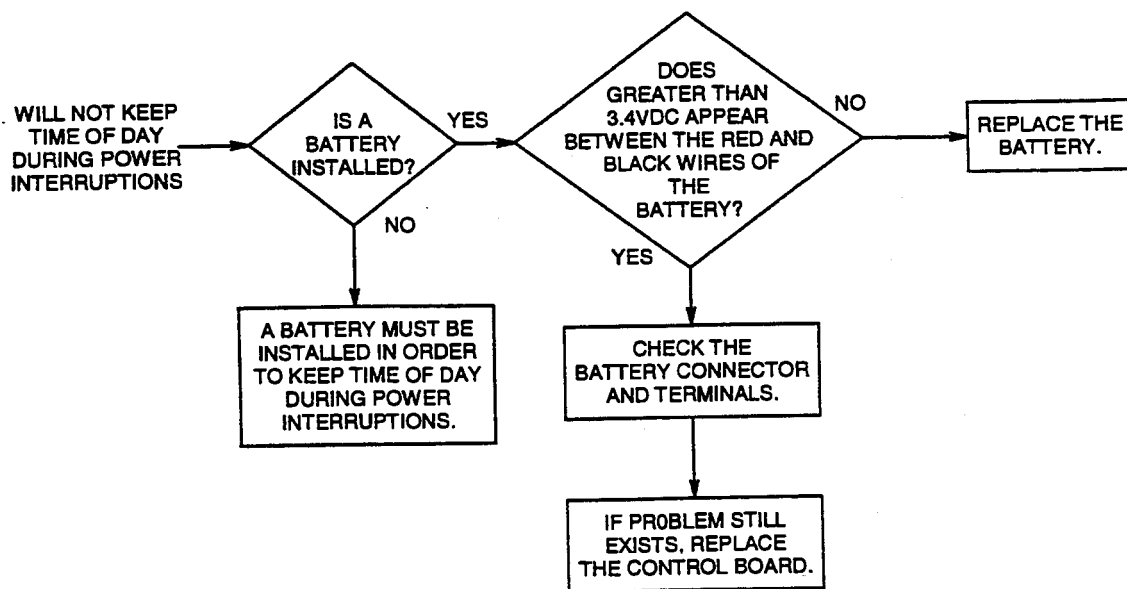 WILL NOT KEEP
TIME OF DAY
DURING POWER
INTERRUPTIONS
IS A
BATTERY
INSTALLED?
YES
NO
A BATTERY MUST BE
INSTALLED IN ORDER
TO KEEP TIME OF DAY
DURING POWER
INTERRUPTIONS.
DOES
GREATER THAN
3.4VDC APPEAR
BETWEEN THE RED AND
BLACK WIRES OF
THE
BATTERY?
NO
REPLACE THE
BATTERY.
YES
CHECK THE
BATTERY CONNECTOR
AND TERMINALS.
IF PROBLEM STILL
EXISTS, REPLACE
THE CONTROL BOARD.